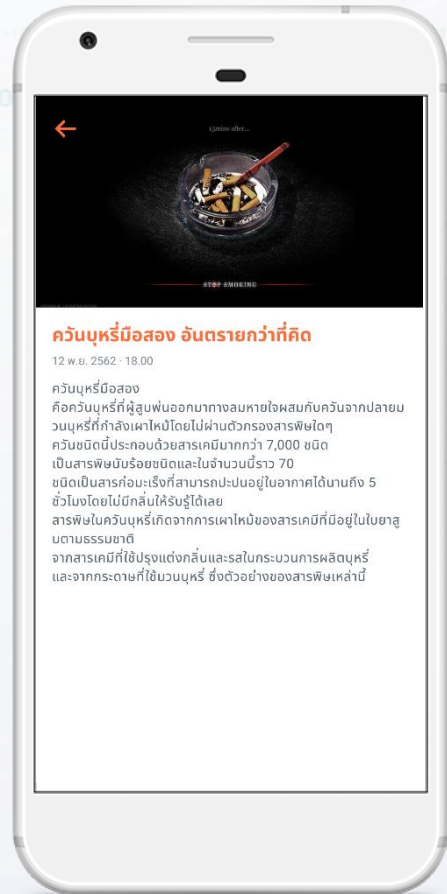 15mins after...
STOP SMOKING
ควันบุหรี่มือสอง อันตรายกว่าที่คิด
12 พ.ย. 2562 · 18.00
ควันบุหรี่มือสอง
คือควันบุหรี่ที่ผู้สูบพ่นออกมาทางลมหายใจผสมกับควันจากปลายม
วนบุหรี่ที่กำลังเผาไหม้โดยไม่ผ่านตัวกรองสารพิษใดๆ
ควันชนิดนี้ประกอบด้วยสารเคมีมากกว่า 7,000 ชนิด
เป็นสารพิษนับร้อยชนิดและในจำนวนนี้ราว 70
ชนิดเป็นสารก่อมะเร็งที่สามารถปะปนอยู่ในอากาศได้นานถึง 5
ชั่วโมงโดยไม่มีกลิ่นให้รับรู้ได้เลย
สารพิษในควันบุหรี่เกิดจากการเผาไหม้ของสารเคมีที่มีอยู่ในใบยาสู
บตามธรรมชาติ
จากสารเคมีที่ใช้ปรุงแต่งกลิ่นและรสในกระบวนการผลิตบุหรี่
และจากกระดาษที่ใช้มวนบุหรี่ ซึ่งตัวอย่างของสารพิษเหล่านี้